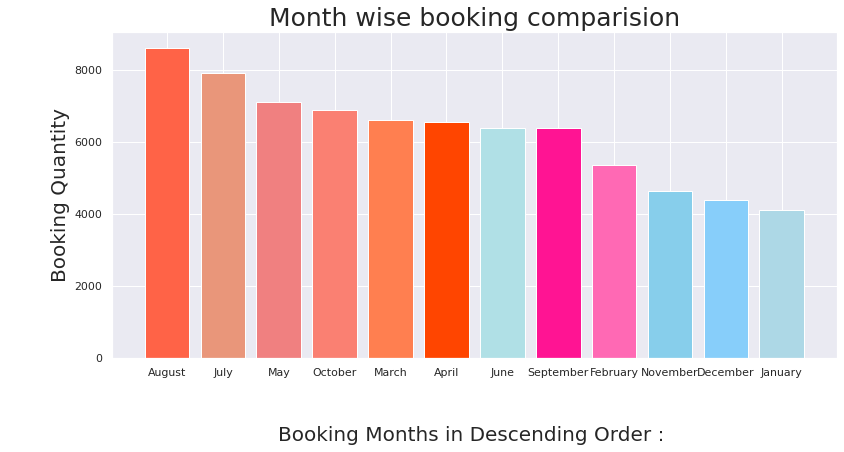 Month wise booking comparision
Booking Quantity
8000
6000
4000
2000
0
August July May October March April June September February November December January
Booking Months in Descending Order :